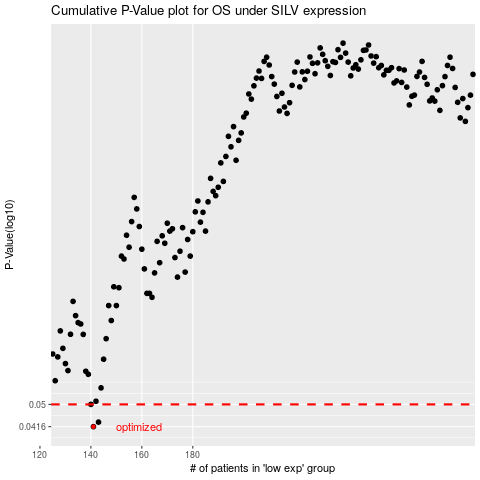 Cumulative P-Value plot for OS under SILV expression
P-Value(log10)
0.05
0.0416
optimized
120 140 160 180
# of patients in 'low exp' group